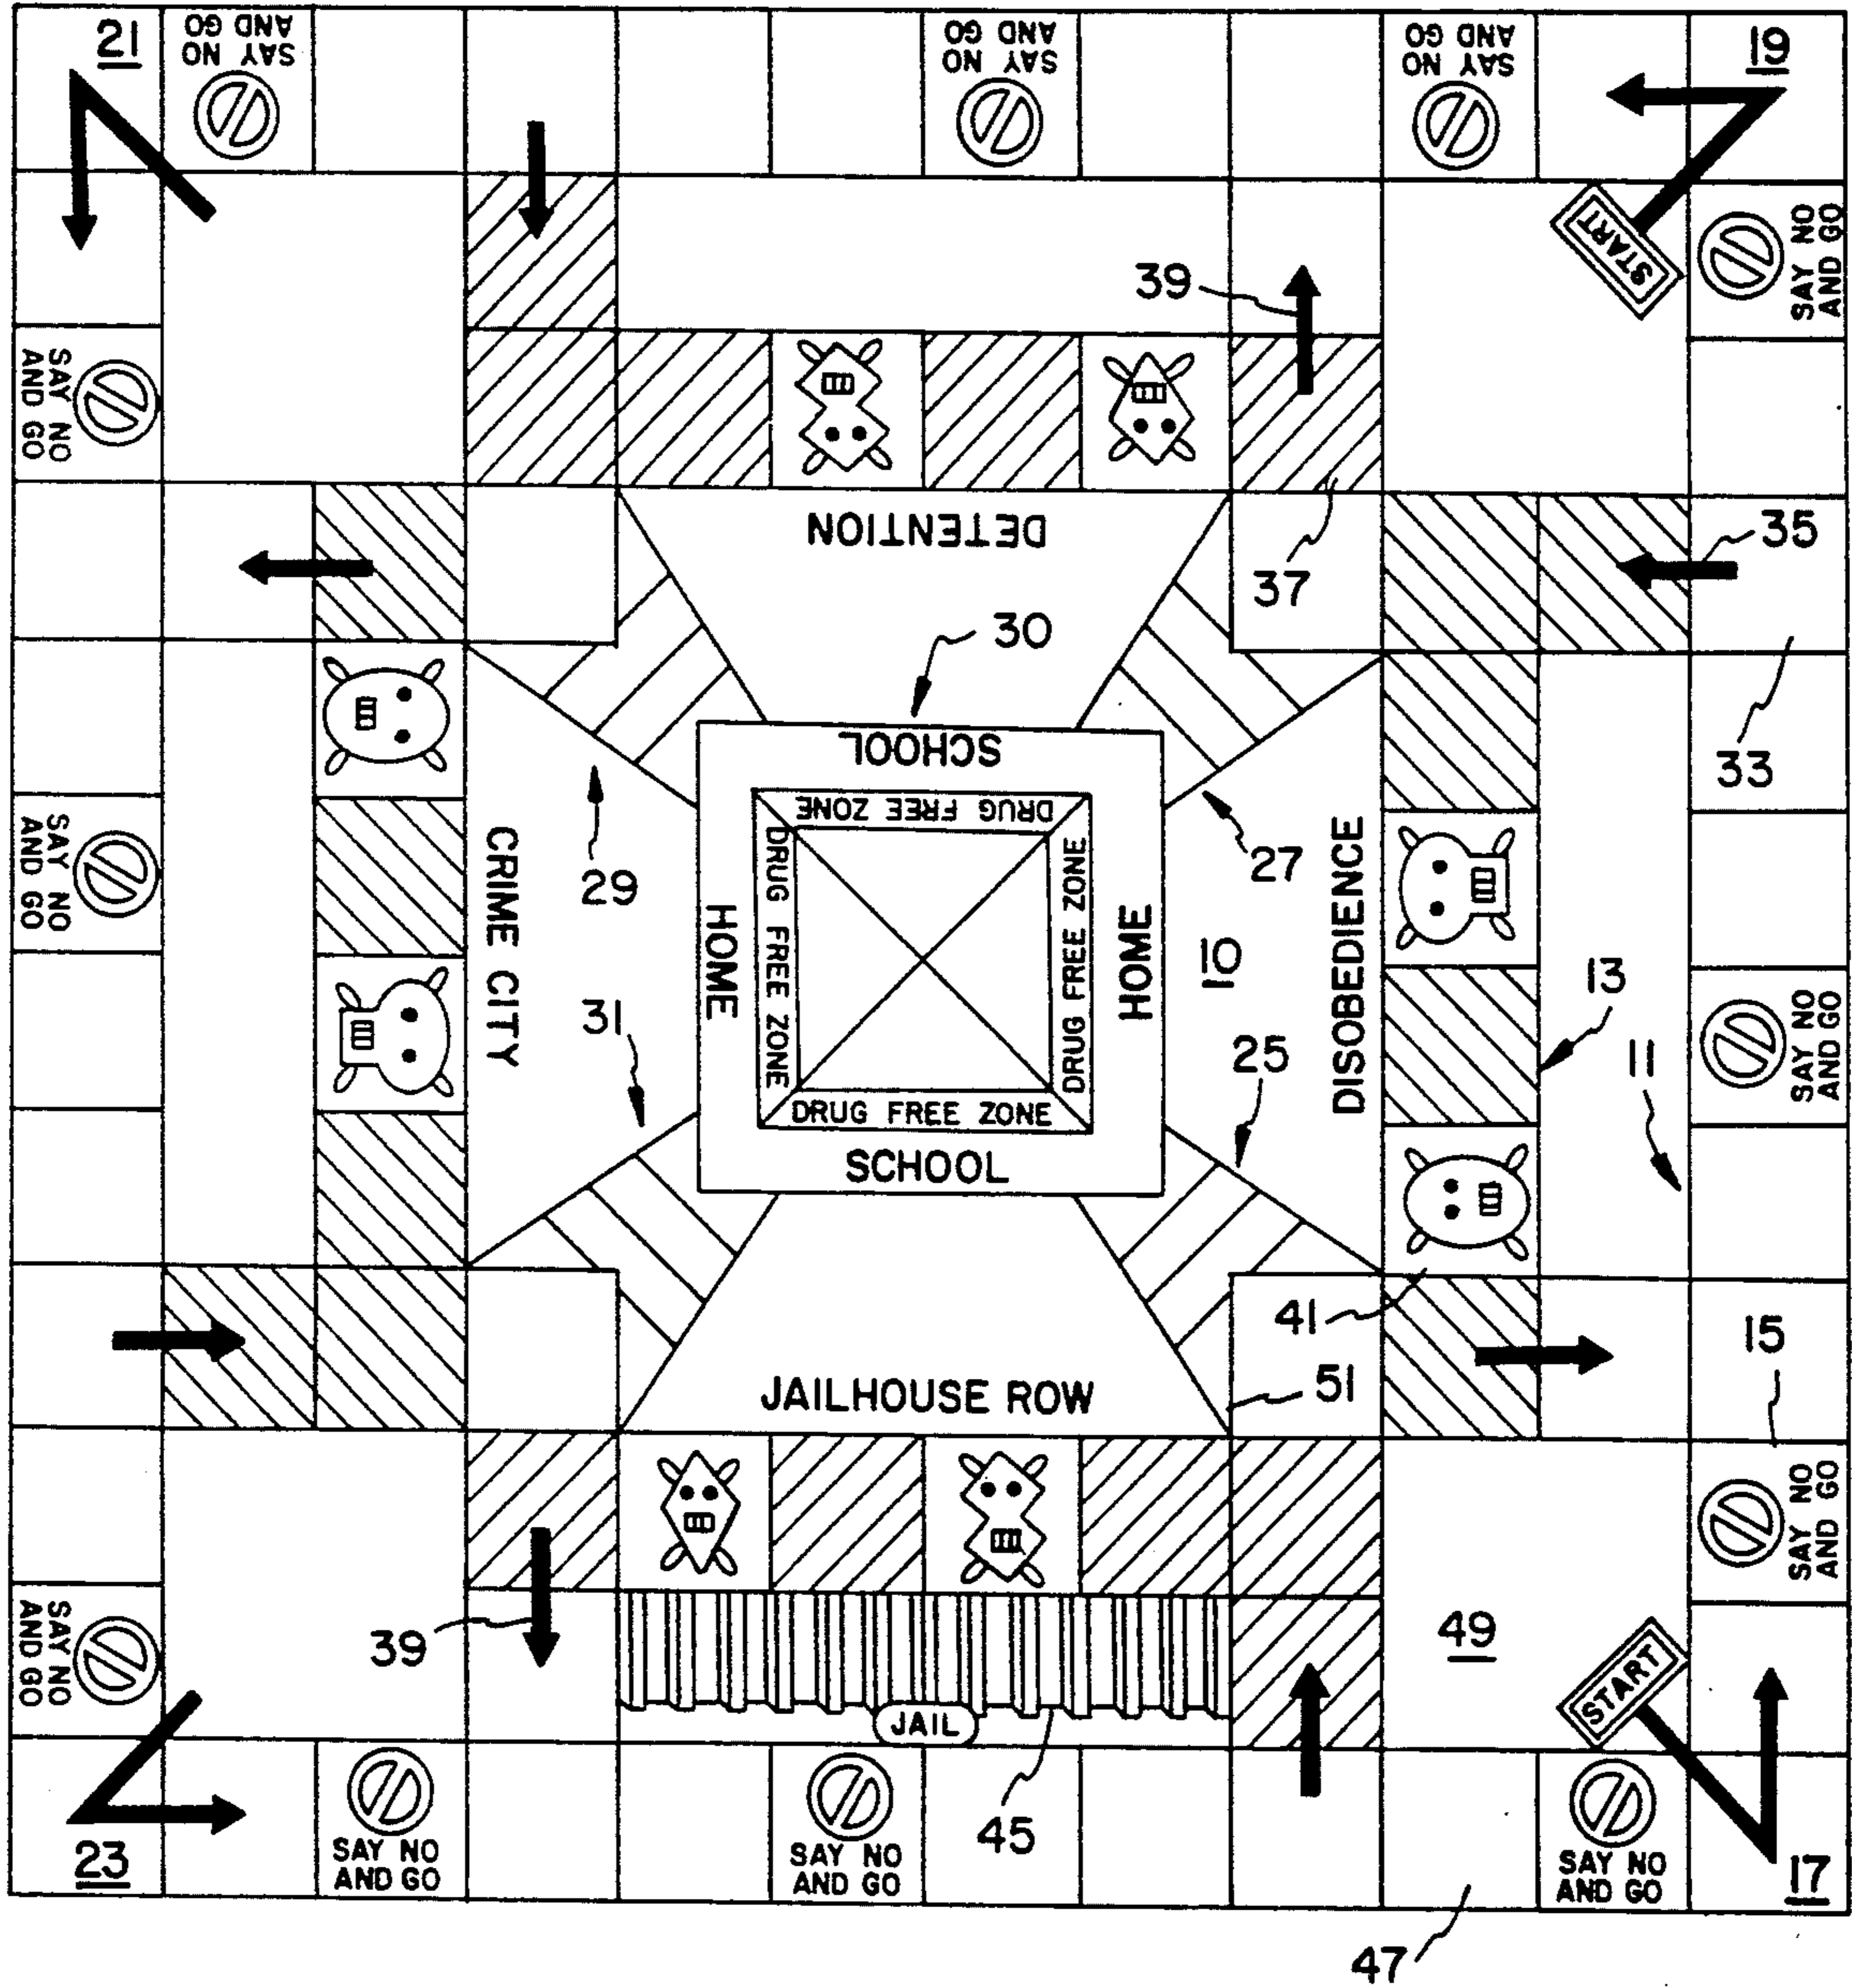 21
SAY NO
AND GO
SAY NO
AND GO
SAY NO
AND GO
19
START
SAY NO
AND GO
39
SAY NO
AND GO
DETENTION
35
37
30
SCHOOL
33
DRUG FREE ZONE
29
27
SAY NO
AND GO
CRIME CITY
HOME
DRUG FREE ZONE
DRUG FREE ZONE
HOME
10
DISOBEDIENCE
13
31
25
11
SAY NO
AND GO
DRUG FREE ZONE
SCHOOL
41
15
JAILHOUSE ROW
51
SAY NO
AND GO
SAY NO
AND GO
39
49
START
JAIL
45
23
SAY NO
AND GO
SAY NO
AND GO
SAY NO
AND GO
17
47